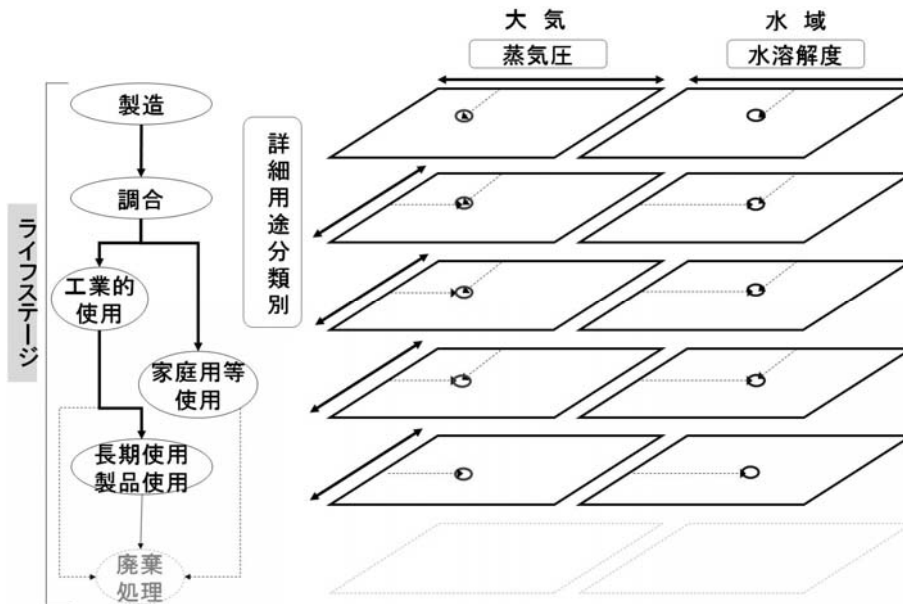 大気
水域
蒸気圧
水溶解度
ライフステージ
製造
調合
工業的
使用
家庭用等
使用
長期使用
製品使用
廃棄
処理
詳細用途分類別